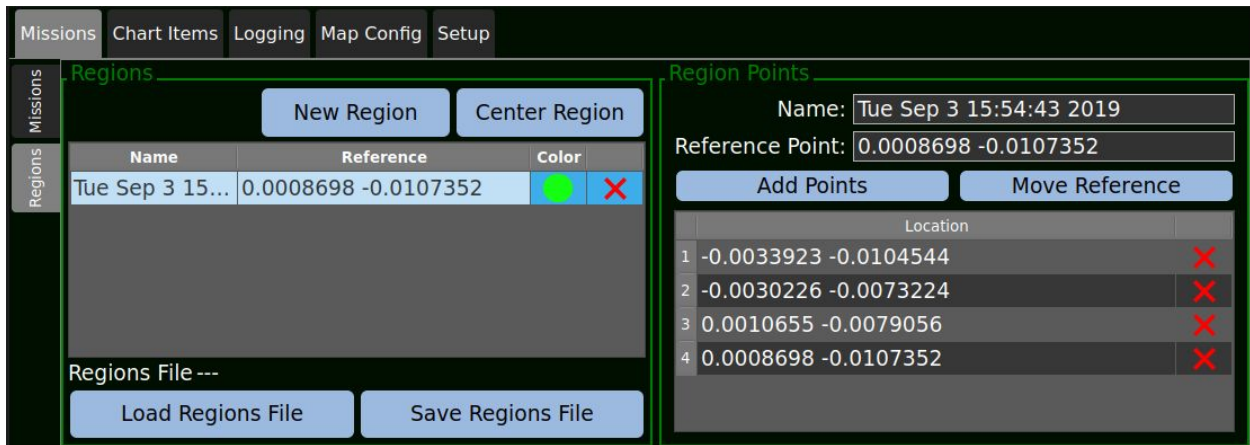 Missions Chart Items Logging Map Config Setup
Missions
Regions
Regions
New Region Center Region
Name Reference Color
Tue Sep 3 15... 0.0008698 -0.0107352
Regions File ---
Load Regions File Save Regions File
Region Points
Name: Tue Sep 3 15:54:43 2019
Reference Point: 0.0008698 -0.0107352
Add Points Move Reference
Location
1 -0.0033923 -0.0104544
2 -0.0030226 -0.0073224
3 0.0010655 -0.0079056
4 0.0008698 -0.0107352